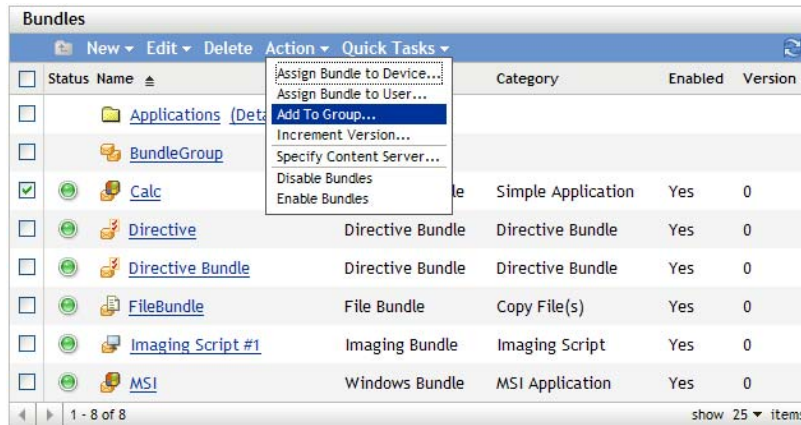 Bundles
New Edit Delete Action Quick Tasks
Status Name Category Enabled Version
Assign Bundle to Device...
Assign Bundle to User...
Add To Group...
Increment Version...
Specify Content Server...
Disable Bundles
Enable Bundles
Applications
BundleGroup
Calc Simple Application Yes 0
Directive Directive Bundle Directive Bundle Yes 0
Directive Bundle Directive Bundle Directive Bundle Yes 0
FileBundle File Bundle Copy File(s) Yes 0
Imaging Script #1 Imaging Bundle Imaging Script Yes 0
MSI Windows Bundle MSI Application Yes 0
1 - 8 of 8 show 25 items